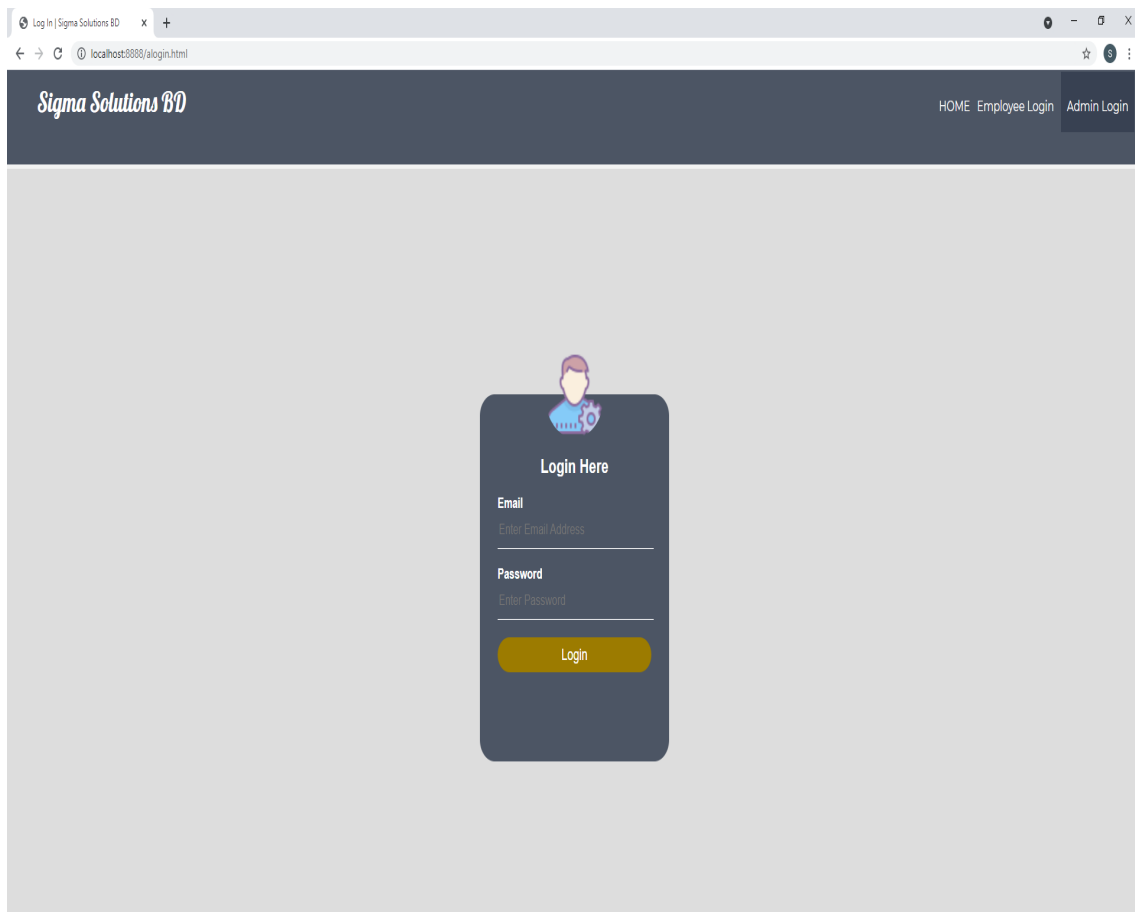 Log In | Sigma Solutions BD
localhost:8888/alogin.html
S
Sigma Solutions BD
HOME Employee Login Admin Login
Login Here
Email
Enter Email Address
Password
Enter Password
Login